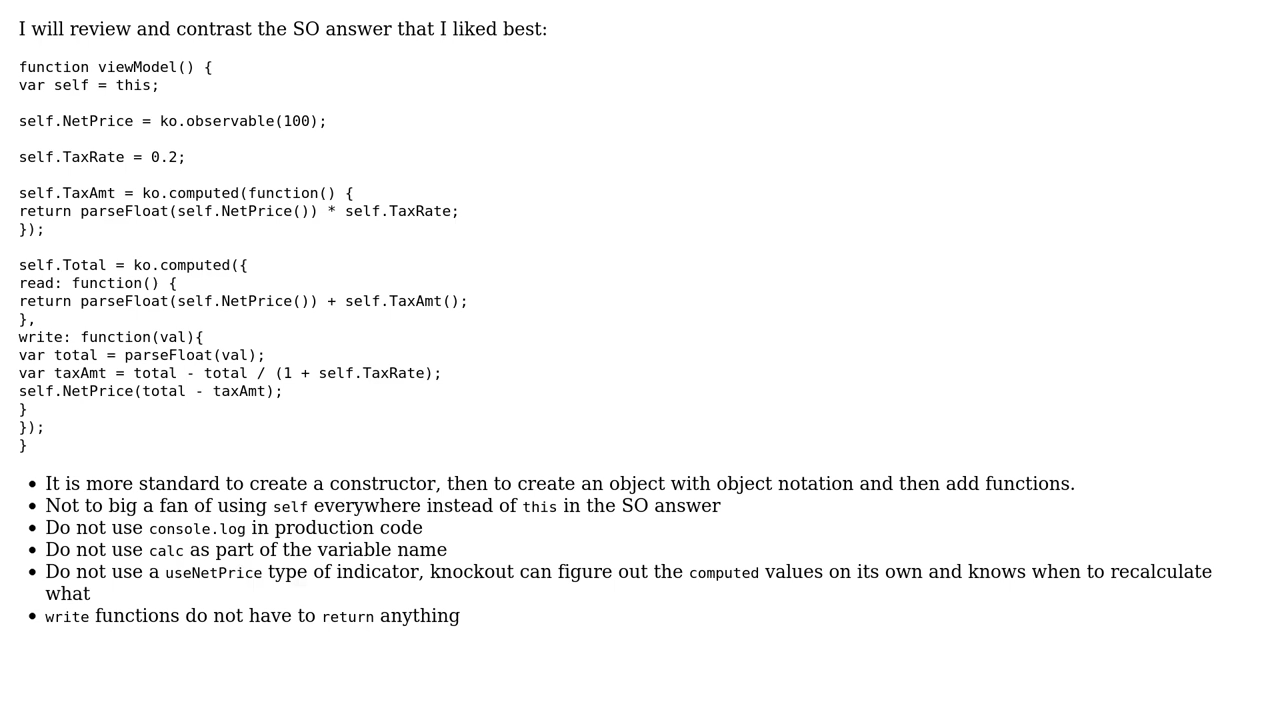 I will review and contrast the SO answer that I liked best:
function viewModel() {
var self = this;
self.NetPrice = ko.observable(100);
self.TaxRate = 0.2;
self.TaxAmt = ko.computed(function() {
return parseFloat(self.NetPrice()) * self.TaxRate;
});
self.Total = ko.computed({
read: function() {
return parseFloat(self.NetPrice()) + self.TaxAmt();
},
write: function(val){
var total = parseFloat(val);
var taxAmt = total - total / (1 + self.TaxRate);
self.NetPrice(total - taxAmt);
}
});
}
• It is more standard to create a constructor, then to create an object with object notation and then add functions.
• Not to big a fan of using self everywhere instead of this in the SO answer
• Do not use console.log in production code
• Do not use calc as part of the variable name
• Do not use a useNetPrice type of indicator, knockout can figure out the computed values on its own and knows when to recalculate
what
• write functions do not have to return anything